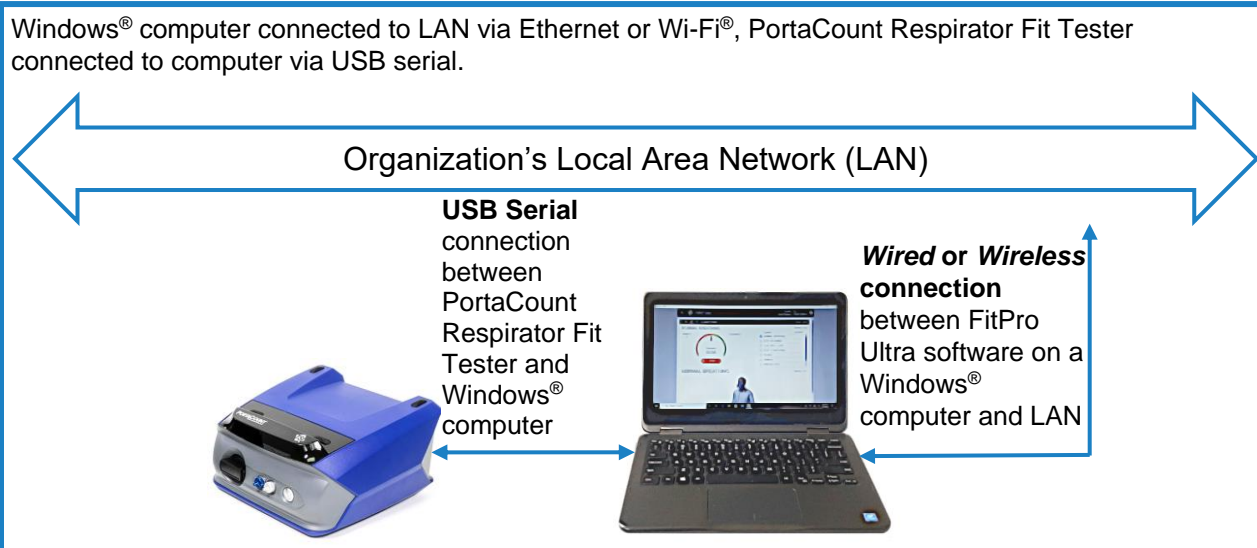 Windows® computer connected to LAN via Ethernet or Wi-Fi®, PortaCount Respirator Fit Tester
connected to computer via USB serial.
Organization’s Local Area Network (LAN)
USB Serial
connection
between
PortaCount
Respirator Fit
Tester and
Windows®
computer
Wired or Wireless
connection
between FitPro
Ultra software on a
Windows®
computer and LAN
PORTACOUNT